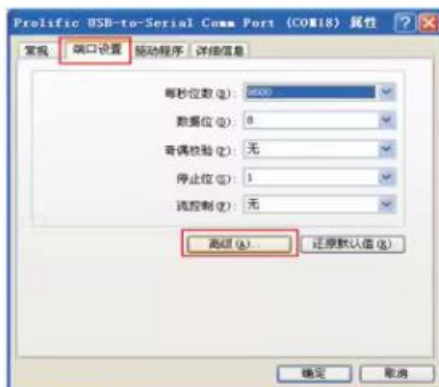 Prolific USB-to-Serial Comm Port (COM18) 属性
常规 端口设置 驱动程序 详细信息
每秒位数(B): 9600
数据位(D): 8
奇偶校验(P): 无
停止位(S): 1
流控制(F): 无
高级(A)... 还原默认值(R)
确定 取消